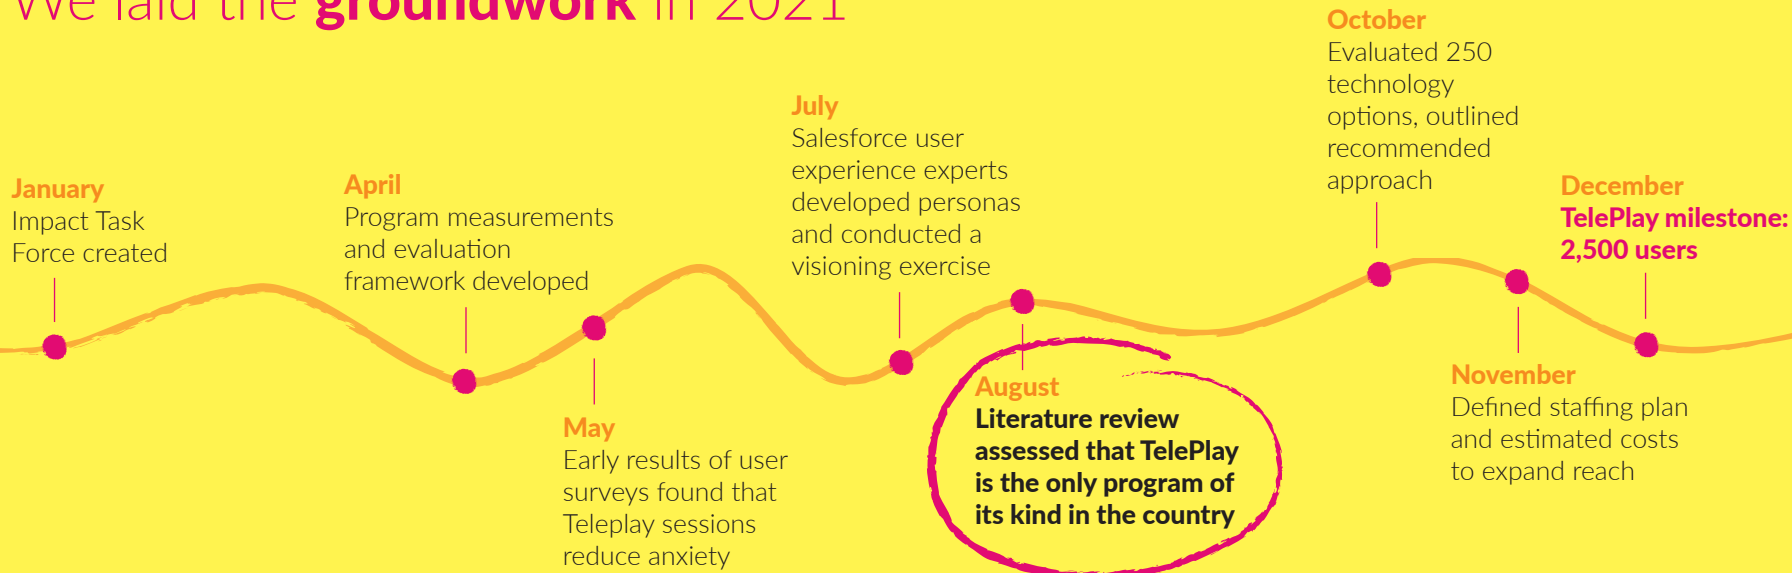 We laid the groundwork in 2021
January
Impact Task
Force created
April
Program measurements
and evaluation
framework developed
May
Early results of user
surveys found that
Teleplay sessions
reduce anxiety
July
Salesforce user
experience experts
developed personas
and conducted a
visioning exercise
August
Literature review
assessed that TelePlay
is the only program of
its kind in the country
October
Evaluated 250
technology
options, outlined
recommended
approach
November
Defined staffing plan
and estimated costs
to expand reach
December
TelePlay milestone:
2,500 users